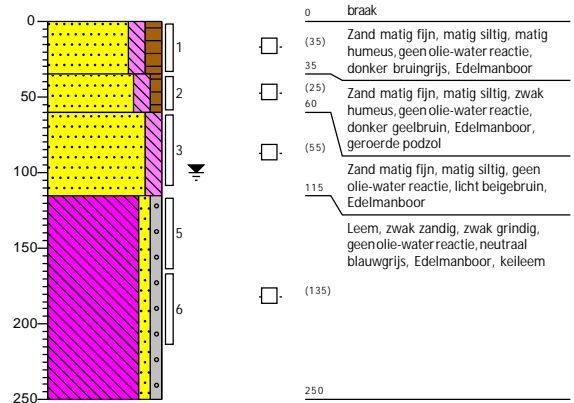 0
50
100
150
200
250
1
2
3
5
6
0 braak
(35) Zand matig fijn, matig siltig, matig
humeus, geen olie-water reactie,
35 donker bruingrijs, Edelmanboor
(25) Zand matig fijn, matig siltig, zwak
60 humeus, geen olie-water reactie,
donker geelbruin, Edelmanboor,
(55) geroerde podzol
Zand matig fijn, matig siltig, geen
115 olie-water reactie, licht beigebruin,
Edelmanboor
Leem, zwak zandig, zwak grindig,
geen olie-water reactie, neutraal
blauwgrijs, Edelmanboor, keileem
(135)
250